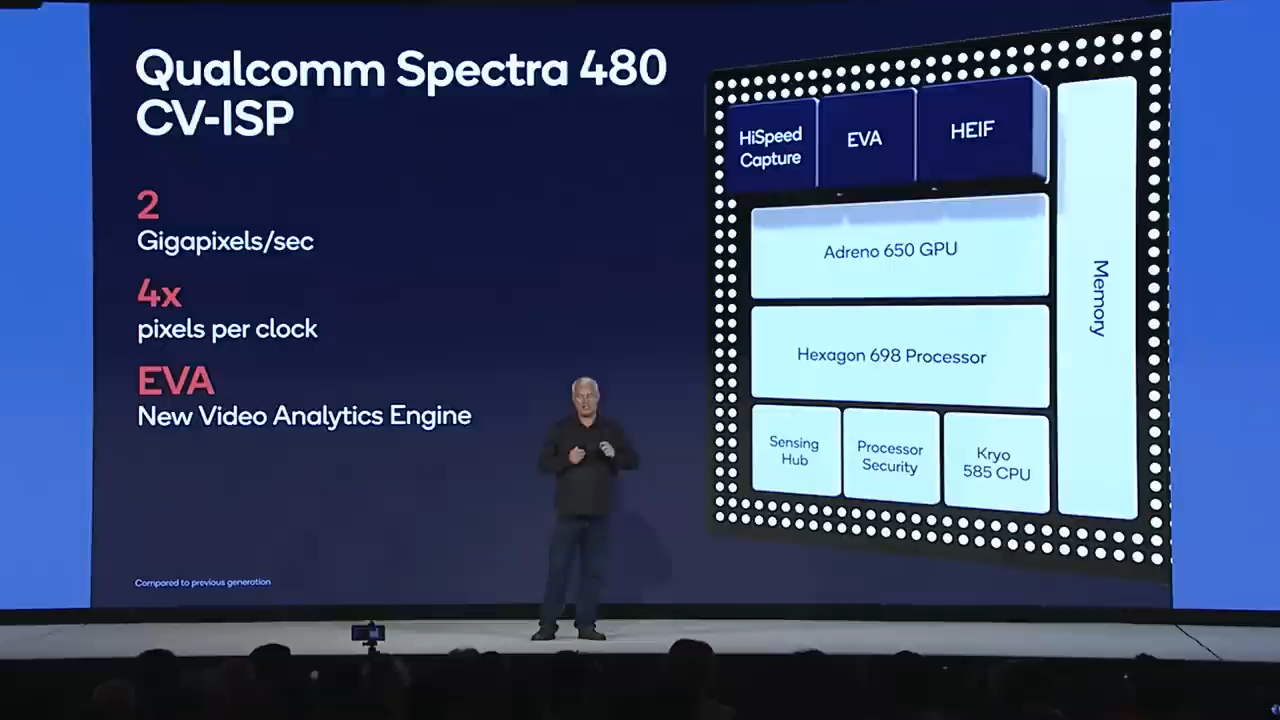 Qualcomm Spectra 480
CV-ISP
2
Gigapixels/sec
4x
pixels per clock
EVA
New Video Analytics Engine
Compared to previous generation
HiSpeed
Capture
EVA
HEIF
Adreno 650 GPU
Hexagon 698 Processor
Sensing
Hub
Processor
Security
Kryo
585 CPU
Memory